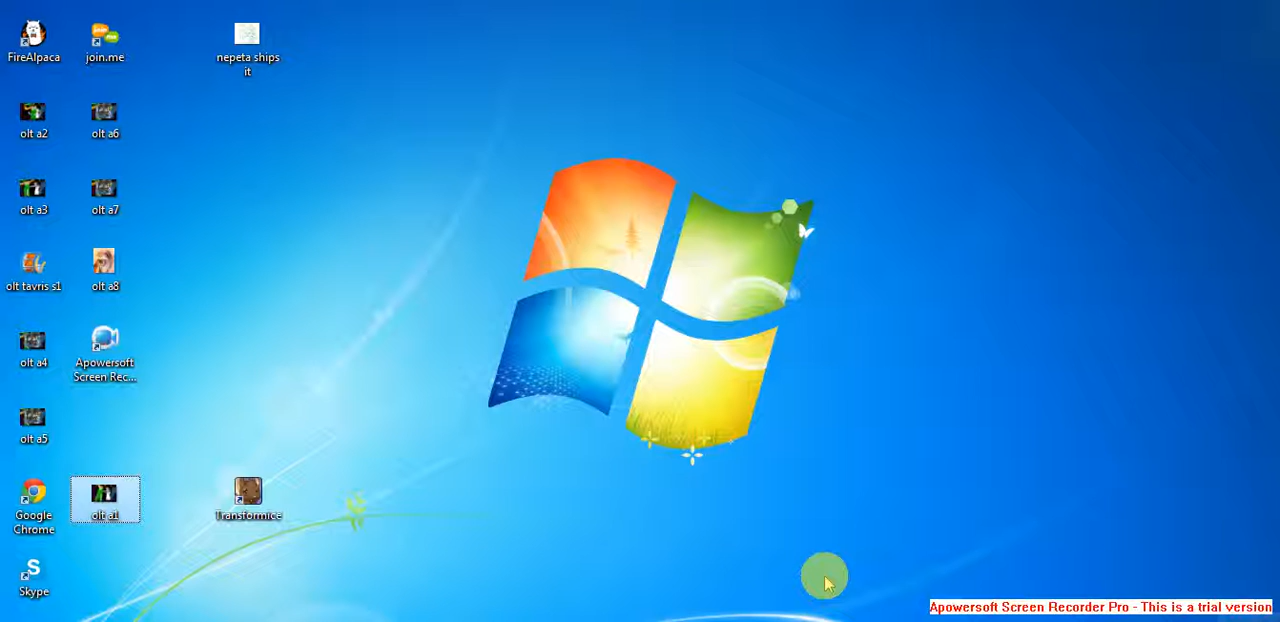 FireAlpaca
join.me
nepeta ships
it
olt a2
olt a6
olt a3
olt a7
olt tavris s1
olt a8
olt a4
Apowersoft
Screen Rec...
olt a5
Google
Chrome
olt a1
Transformice
Skype
Apowersoft Screen Recorder Pro - This is a trial version